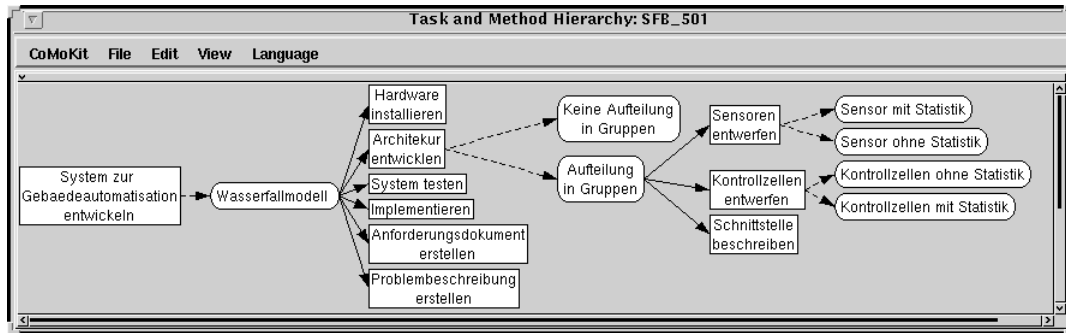 Task and Method Hierarchy: SFB_501
CoMoKit File Edit View Language
System zur
Gebaedeautomatisation
entwickeln
Wasserfallmodell
Hardware
installieren
Architekur
entwicklen
System testen
Implementieren
Anforderungsdokument
erstellen
Problembeschreibung
erstellen
Keine Aufteilung
in Gruppen
Aufteilung
in Gruppen
Sensoren
entwerfen
Kontrollzellen
entwerfen
Schnittstelle
beschreiben
Sensor mit Statistik
Sensor ohne Statistik
Kontrollzellen ohne Statistik
Kontrollzellen mit Statistik